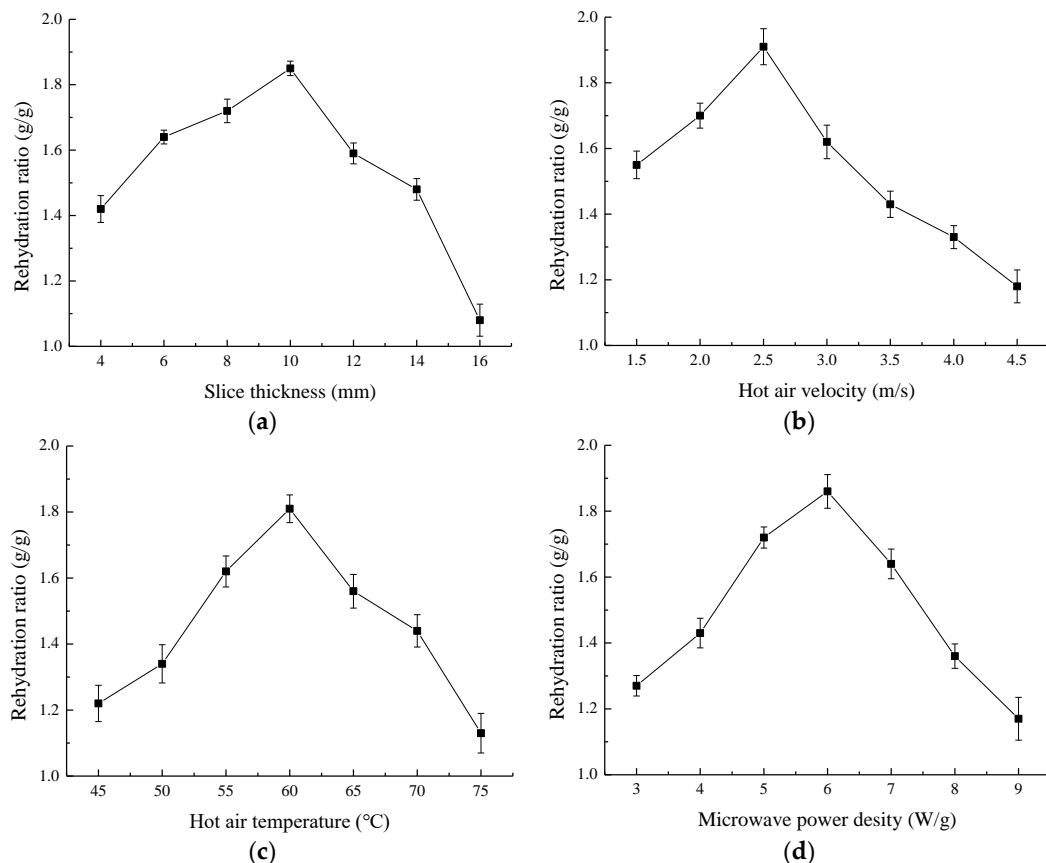 2.0
1.8
1.6
1.4
1.2
1.0
Rehydration ratio (g/g)
4 6 8 10 12 14 16
Slice thickness (mm)
(a)
2.0
1.8
1.6
1.4
1.2
1.0
Rehydration ratio (g/g)
1.5 2.0 2.5 3.0 3.5 4.0 4.5
Hot air velocity (m/s)
(b)
2.0
1.8
1.6
1.4
1.2
1.0
Rehydration ratio (g/g)
45 50 55 60 65 70 75
Hot air temperature (℃)
(c)
2.0
1.8
1.6
1.4
1.2
1.0
Rehydration ratio (g/g)
3 4 5 6 7 8 9
Microwave power desity (W/g)
(d)